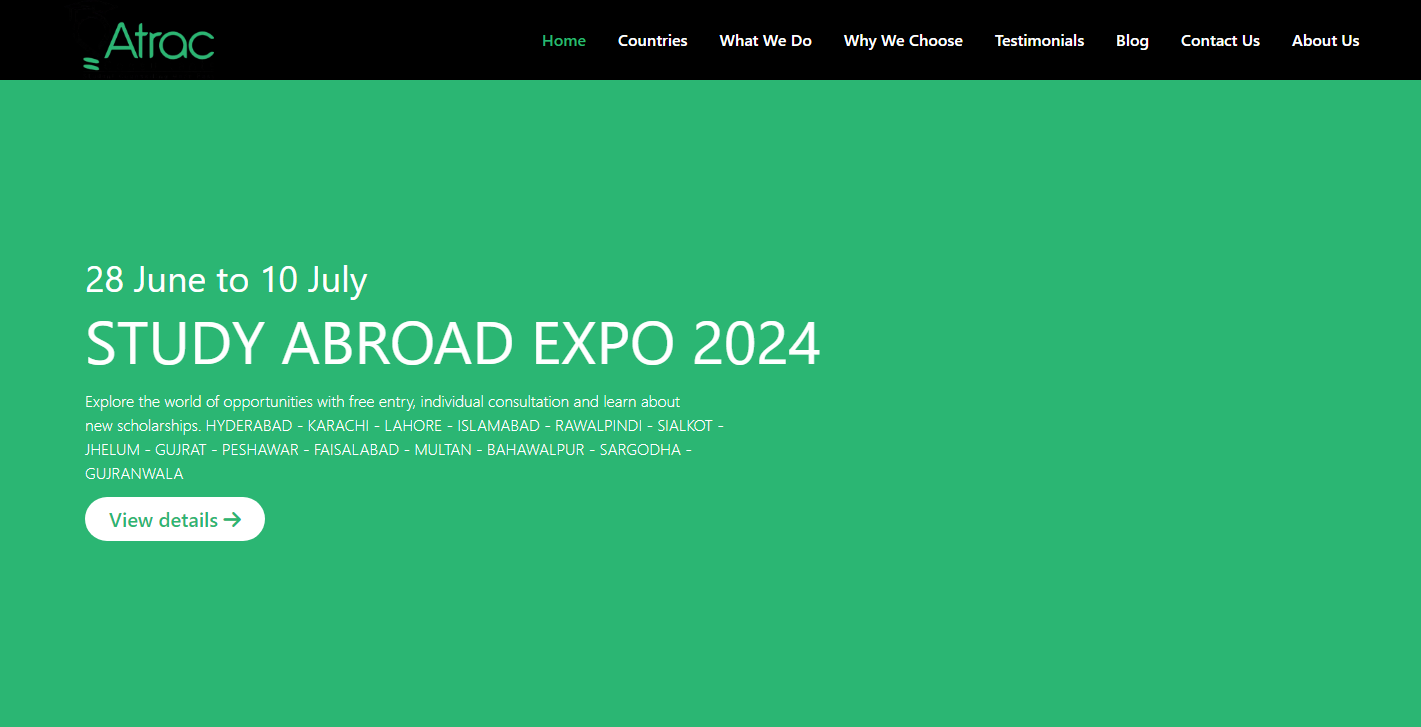 Atrac
Home Countries What We Do Why We Choose Testimonials Blog Contact Us About Us
28 June to 10 July
STUDY ABROAD EXPO 2024
Explore the world of opportunities with free entry, individual consultation and learn about
new scholarships. HYDERABAD - KARACHI - LAHORE - ISLAMABAD - RAWALPINDI - SIALKOT -
JHELUM - GUJRAT - PESHAWAR - FAISALABAD - MULTAN - BAHAWALPUR - SARGODHA -
GUJRANWALA
View details →